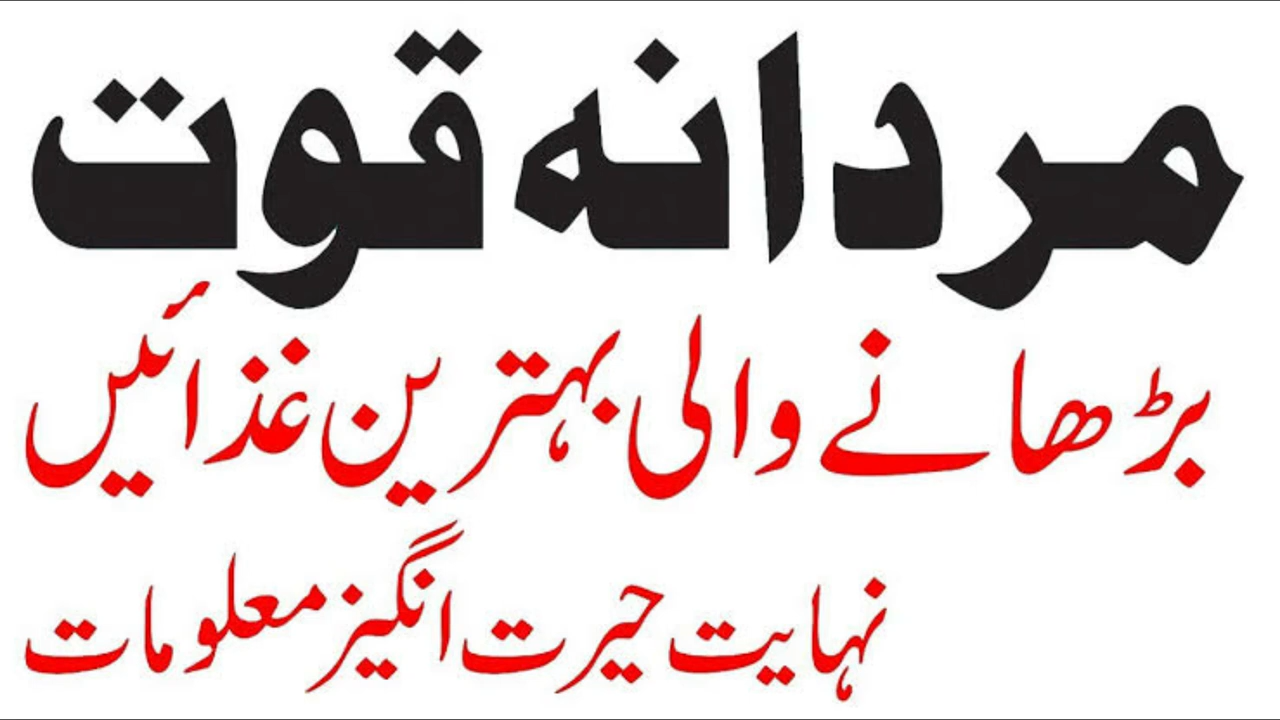 مردانہ قوت
بڑھانے والی بہترین غذائیں
نہایت حیرت انگیز معلومات